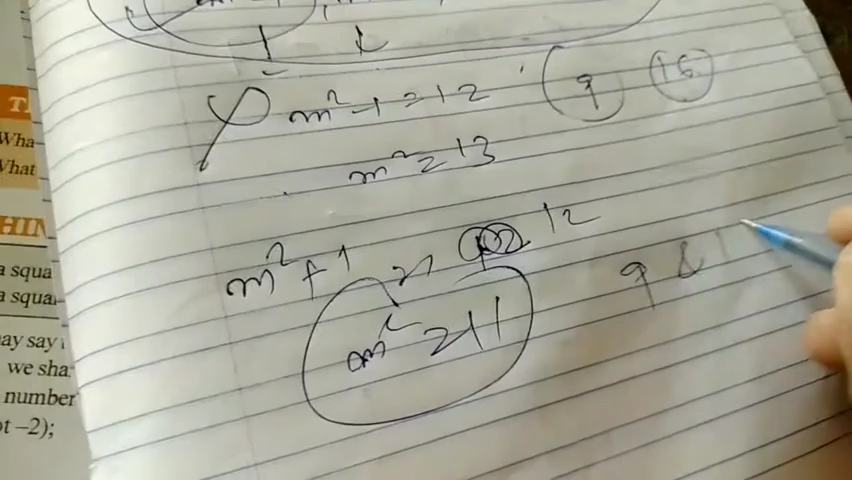 m² - 1 = 12 9 16
m² = 13
m² + 1 = 12
m² = 11
9 & 1
T
Wha
What
HIN
a squa
a squa
ay say
we sha
number
ot –2);